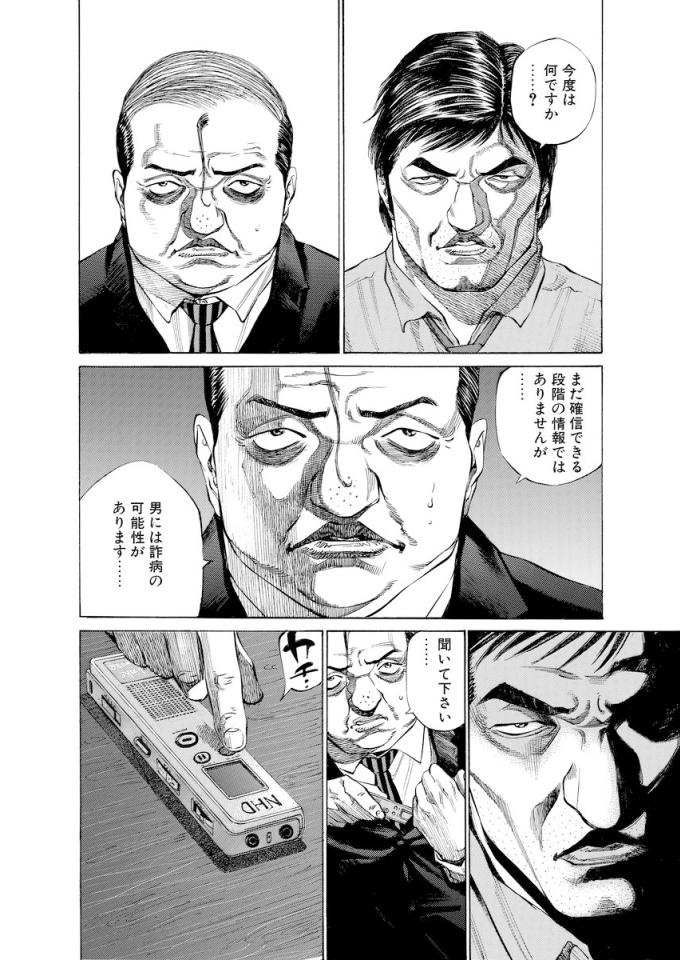 今度は
何ですか
……?
まだ確信できる
段階の情報では
ありませんが
……
男には詐病の
可能性が
あります……
聞いて下さい
……
カチ…
NHD